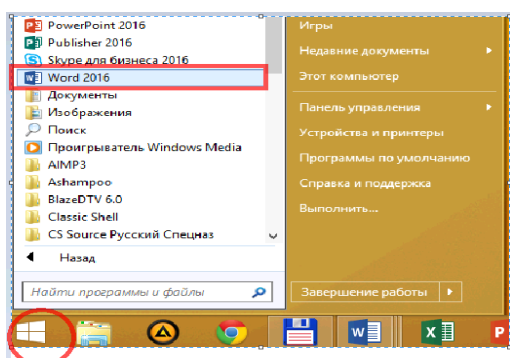 PowerPoint 2016
Publisher 2016
Skype для бизнеса 2016
Word 2016
Документы
Изображения
Поиск
Проигрыватель Windows Media
AIMP3
Ashampoo
BlazeDTV 6.0
Classic Shell
CS Source Русский Спецназ
Назад
Найти программы и файлы
Игры
Недавние документы
Этот компьютер
Панель управления
Устройства и принтеры
Программы по умолчанию
Справка и поддержка
Выполнить...
Завершение работы